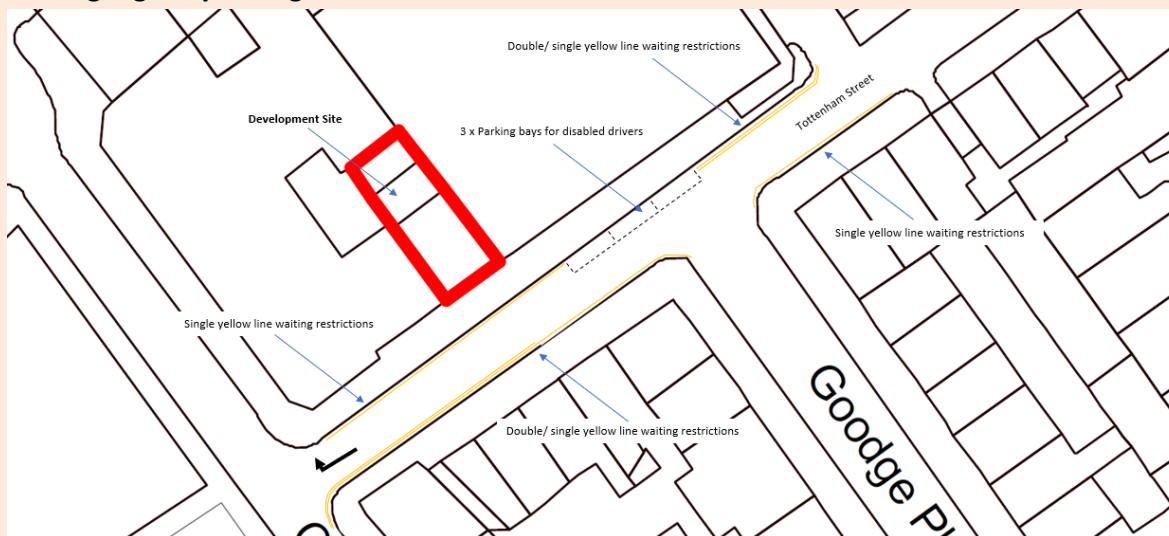 Double/ single yellow line waiting restrictions
Tottenham Street
Development Site
3 x Parking bays for disabled drivers
Single yellow line waiting restrictions
Single yellow line waiting restrictions
Double/ single yellow line waiting restrictions
Goodge